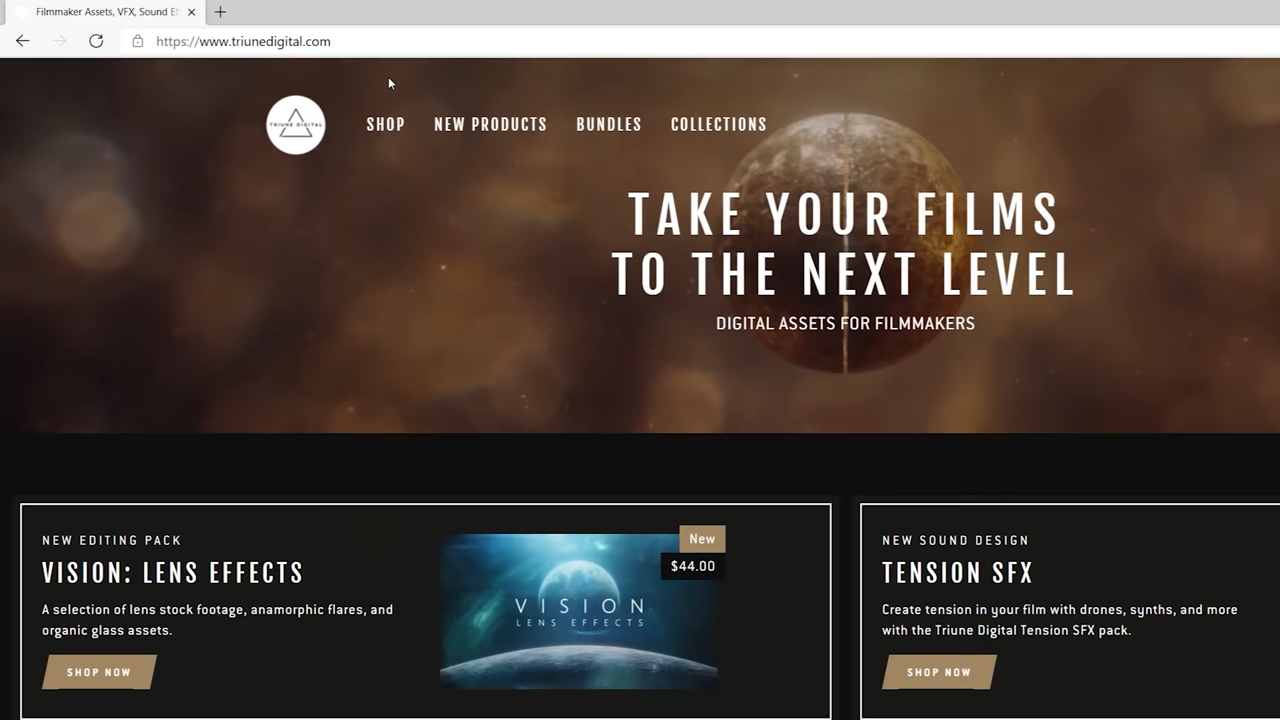 Filmmaker Assets, VFX, Sound Ef
https://www.triunedigital.com
TRIUNE DIGITAL
SHOP
NEW PRODUCTS
BUNDLES
COLLECTIONS
TAKE YOUR FILMS
TO THE NEXT LEVEL
DIGITAL ASSETS FOR FILMMAKERS
NEW EDITING PACK
VISION: LENS EFFECTS
A selection of lens stock footage, anamorphic flares, and
organic glass assets.
SHOP NOW
New
$44.00
VISION
LENS EFFECTS
NEW SOUND DESIGN
TENSION SFX
Create tension in your film with drones, synths, and more
with the Triune Digital Tension SFX pack.
SHOP NOW